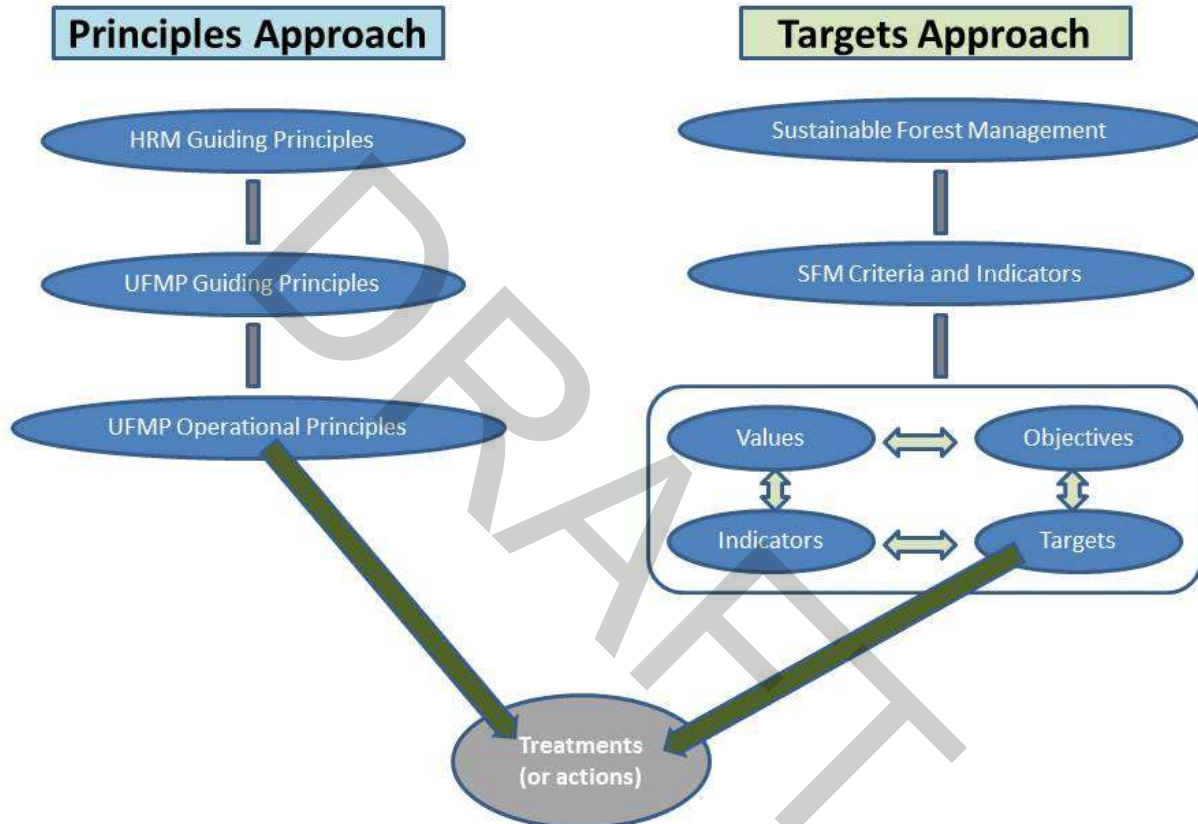 Principles Approach
Targets Approach
HRM Guiding Principles
Sustainable Forest Management
UFMP Guiding Principles
SFM Criteria and Indicators
UFMP Operational Principles
Values
Objectives
Indicators
Targets
Treatments
(or actions)
DRAFT